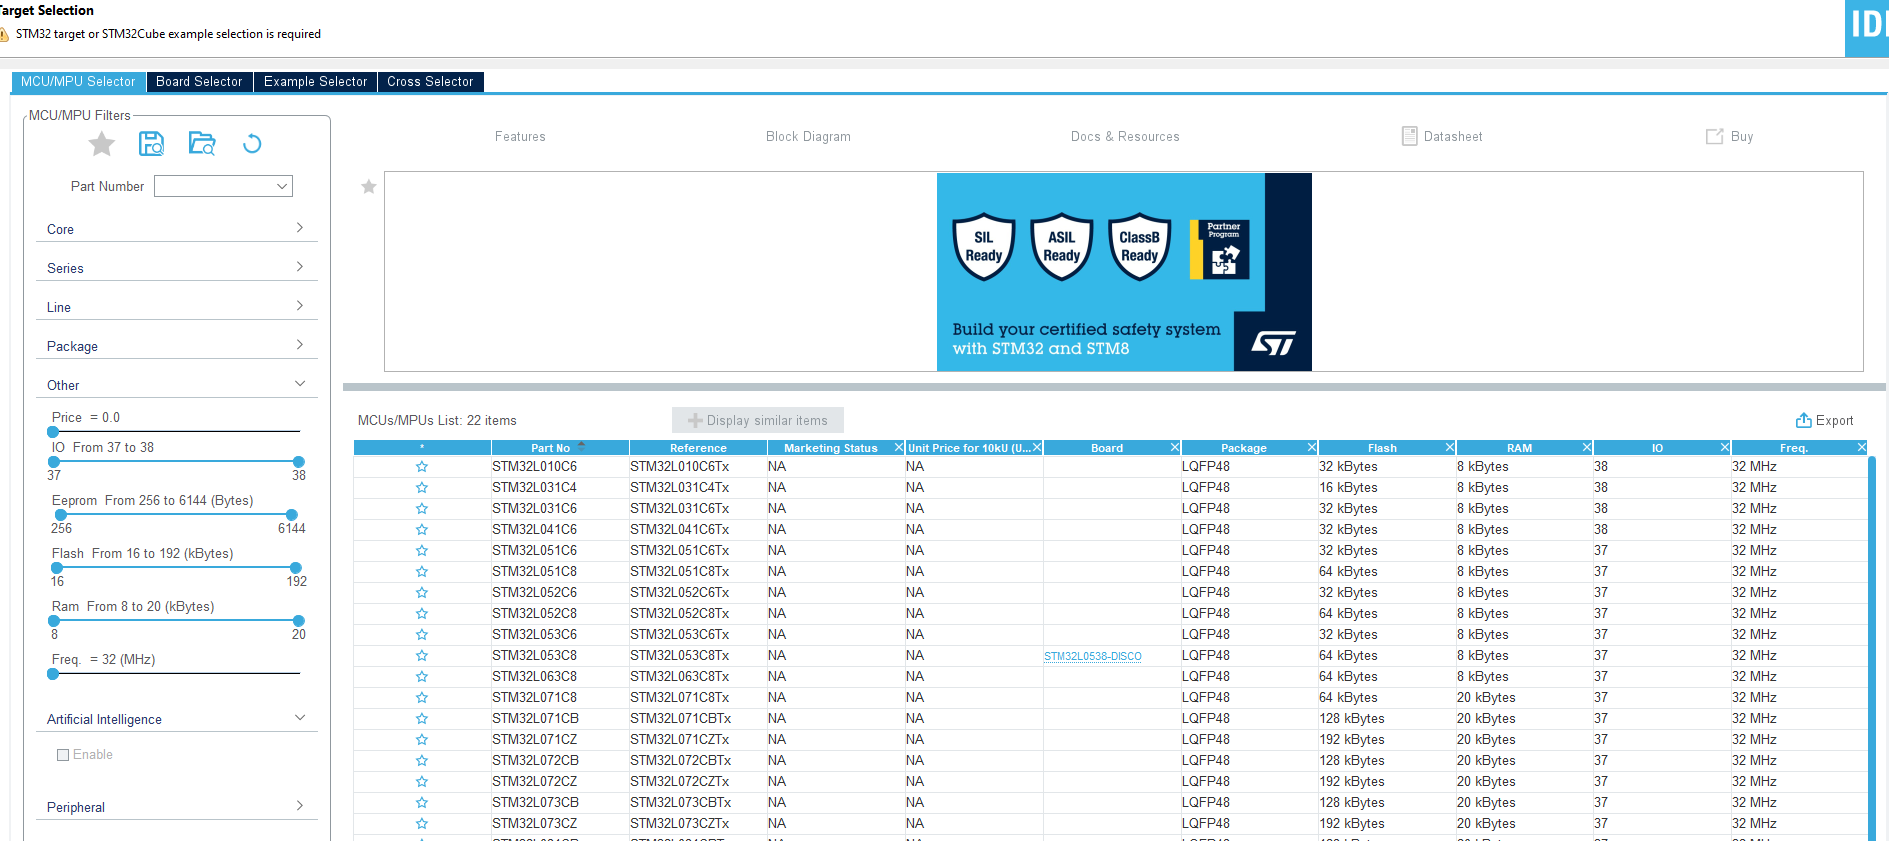 Target Selection
STM32 target or STM32Cube example selection is required
IDE
MCU/MPU Selector Board Selector Example Selector Cross Selector
MCU/MPU Filters
Part Number
Core
Series
Line
Package
Other
Price = 0.0
IO From 37 to 38
37 38
Eeprom From 256 to 6144 (Bytes)
256 6144
Flash From 16 to 192 (kBytes)
16 192
Ram From 8 to 20 (kBytes)
8 20
Freq. = 32 (MHz)
Artificial Intelligence
Enable
Peripheral
Features Block Diagram Docs & Resources Datasheet Buy
SIL Ready
ASIL Ready
ClassB Ready
Partner Program
Build your certified safety system
with STM32 and STM8
ST
MCUs/MPUs List: 22 items
Display similar items
Export
* Part No Reference Marketing Status Unit Price for 10kU (U... Board Package Flash RAM IO Freq.
STM32L010C6 STM32L010C6Tx NA NA LQFP48 32 kBytes 8 kBytes 38 32 MHz
STM32L031C4 STM32L031C4Tx NA NA LQFP48 16 kBytes 8 kBytes 38 32 MHz
STM32L031C6 STM32L031C6Tx NA NA LQFP48 32 kBytes 8 kBytes 38 32 MHz
STM32L041C6 STM32L041C6Tx NA NA LQFP48 32 kBytes 8 kBytes 38 32 MHz
STM32L051C6 STM32L051C6Tx NA NA LQFP48 32 kBytes 8 kBytes 37 32 MHz
STM32L051C8 STM32L051C8Tx NA NA LQFP48 64 kBytes 8 kBytes 37 32 MHz
STM32L052C6 STM32L052C6Tx NA NA LQFP48 32 kBytes 8 kBytes 37 32 MHz
STM32L052C8 STM32L052C8Tx NA NA LQFP48 64 kBytes 8 kBytes 37 32 MHz
STM32L053C6 STM32L053C6Tx NA NA LQFP48 32 kBytes 8 kBytes 37 32 MHz
STM32L053C8 STM32L053C8Tx NA NA STM32L0538-DISCO LQFP48 64 kBytes 8 kBytes 37 32 MHz
STM32L063C8 STM32L063C8Tx NA NA LQFP48 64 kBytes 8 kBytes 37 32 MHz
STM32L071C8 STM32L071C8Tx NA NA LQFP48 64 kBytes 20 kBytes 37 32 MHz
STM32L071CB STM32L071CBTx NA NA LQFP48 128 kBytes 20 kBytes 37 32 MHz
STM32L071CZ STM32L071CZTx NA NA LQFP48 192 kBytes 20 kBytes 37 32 MHz
STM32L072CB STM32L072CBTx NA NA LQFP48 128 kBytes 20 kBytes 37 32 MHz
STM32L072CZ STM32L072CZTx NA NA LQFP48 192 kBytes 20 kBytes 37 32 MHz
STM32L073CB STM32L073CBTx NA NA LQFP48 128 kBytes 20 kBytes 37 32 MHz
STM32L073CZ STM32L073CZTx NA NA LQFP48 192 kBytes 20 kBytes 37 32 MHz